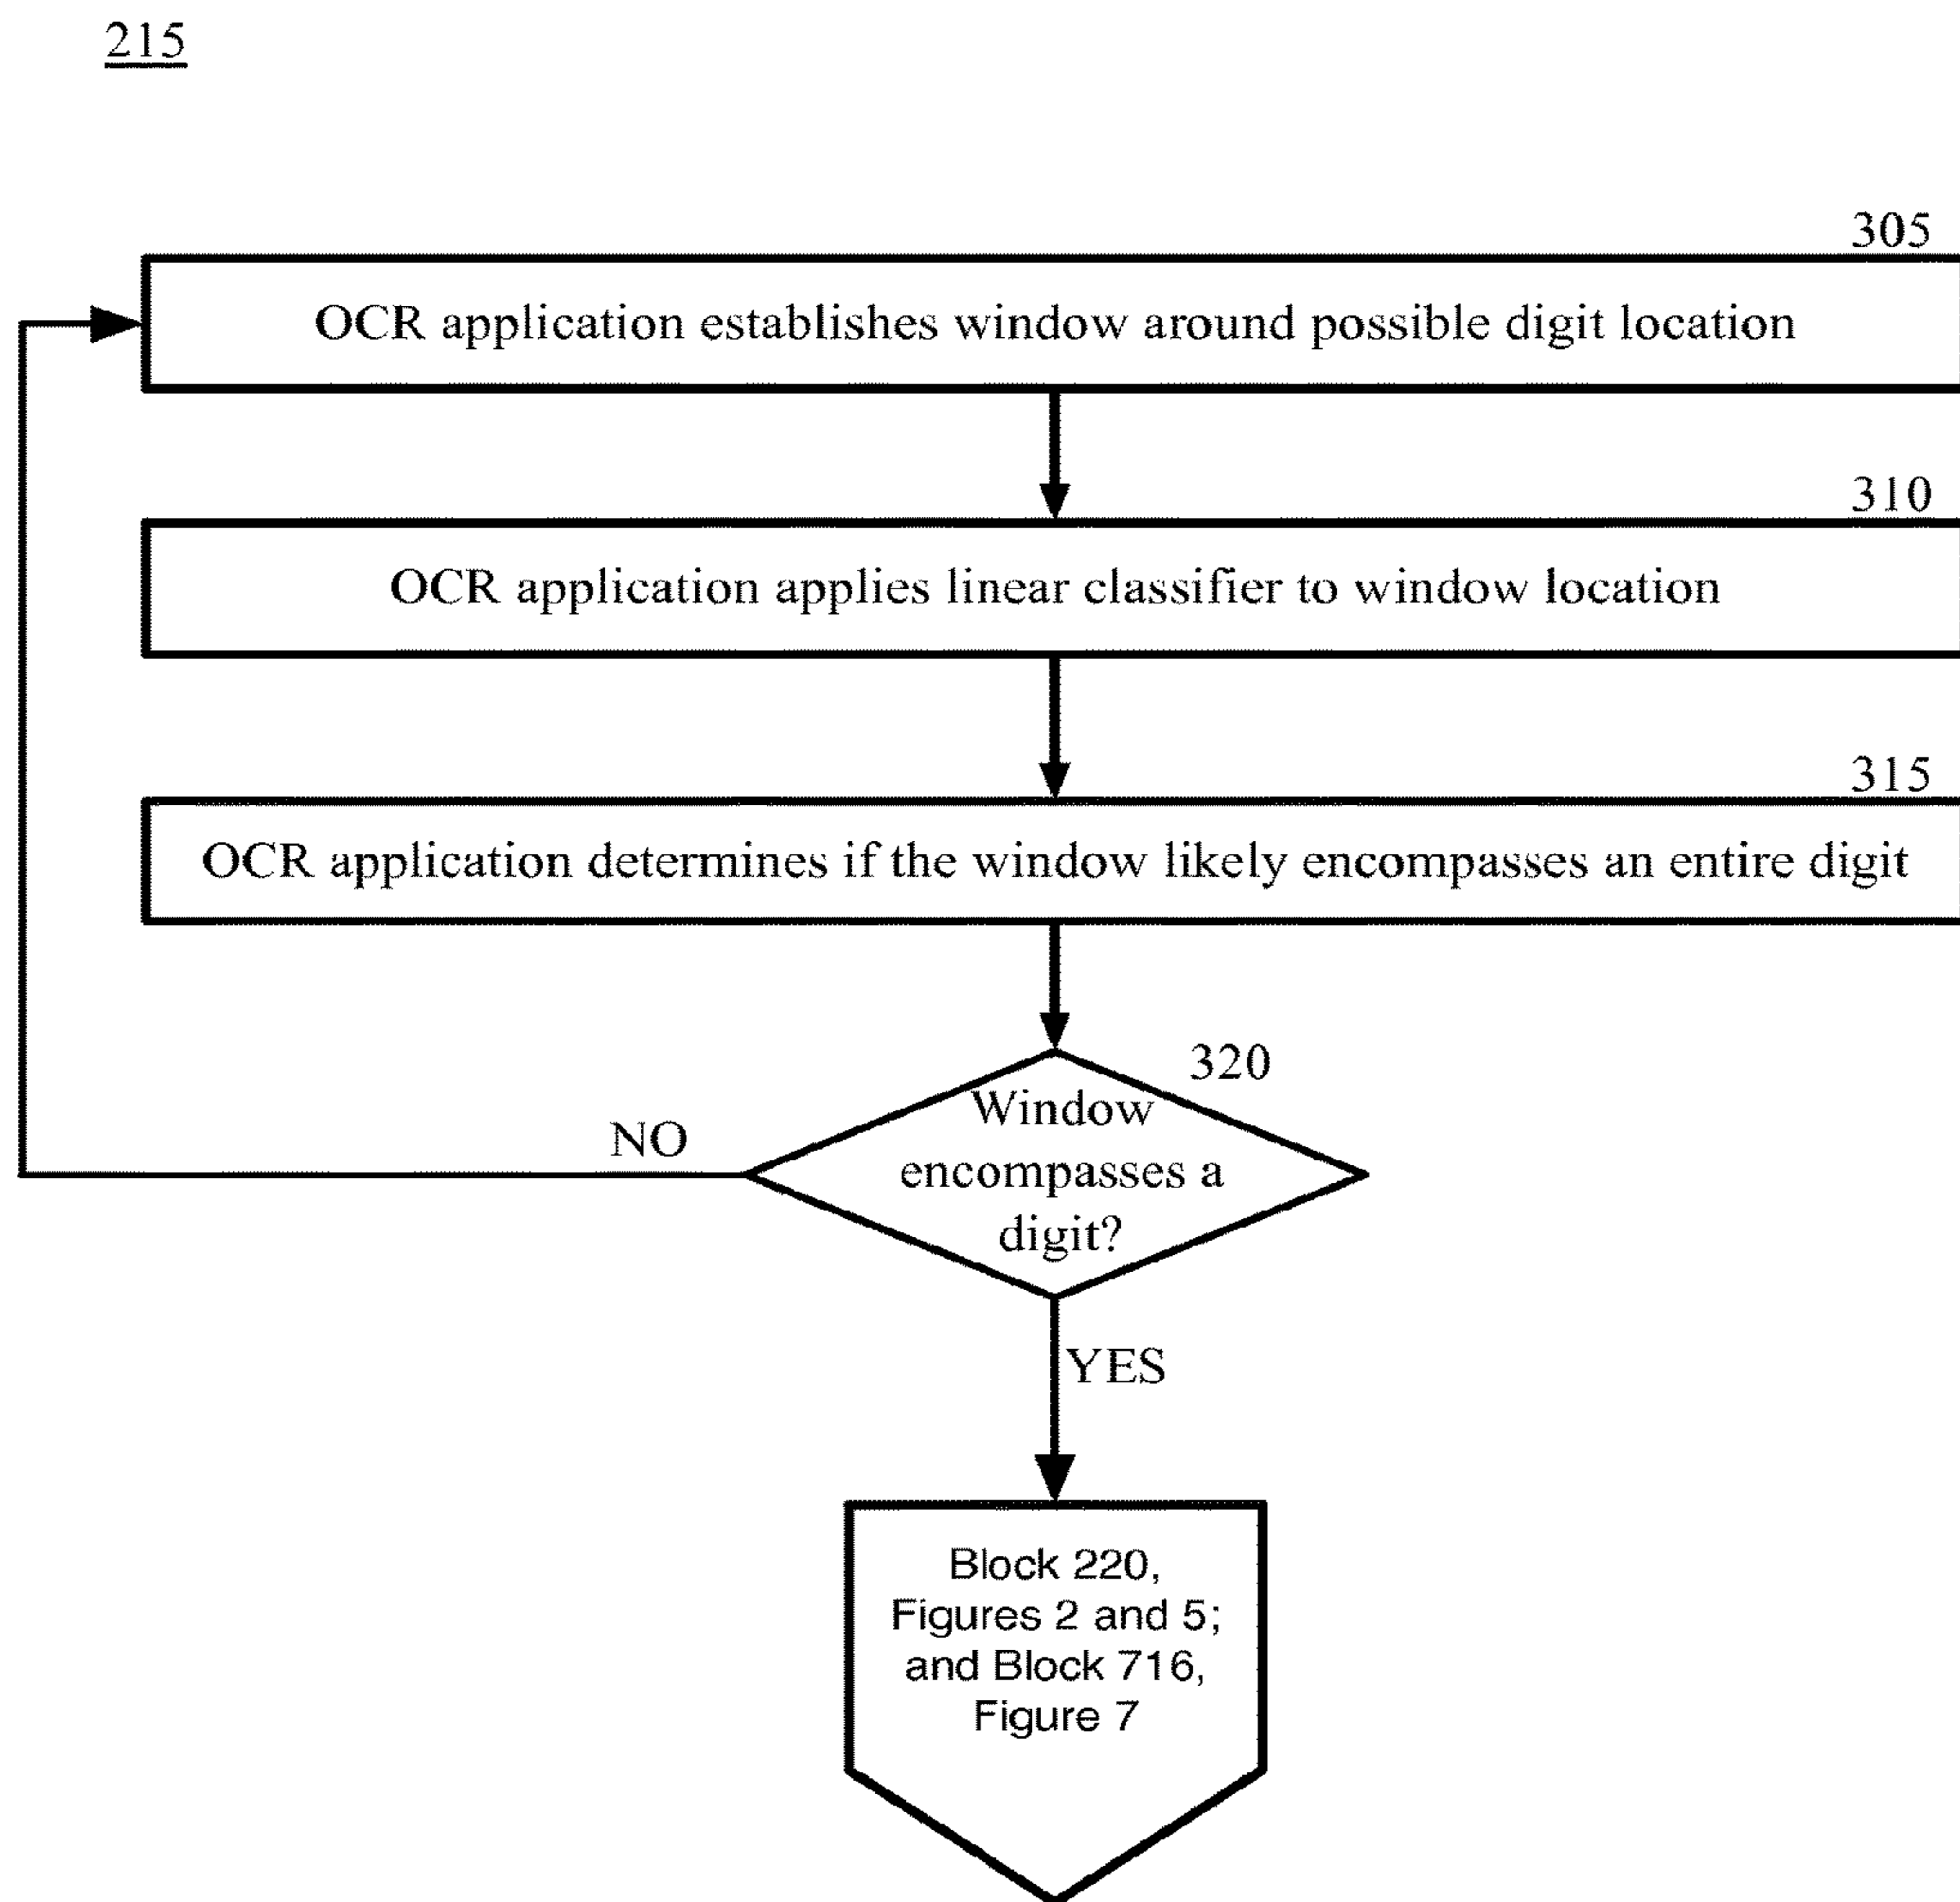 215
305
OCR application establishes window around possible digit location
310
OCR application applies linear classifier to window location
315
OCR application determines if the window likely encompasses an entire digit
320
Window
encompasses a
digit?
NO
YES
Block 220,
Figures 2 and 5;
and Block 716,
Figure 7